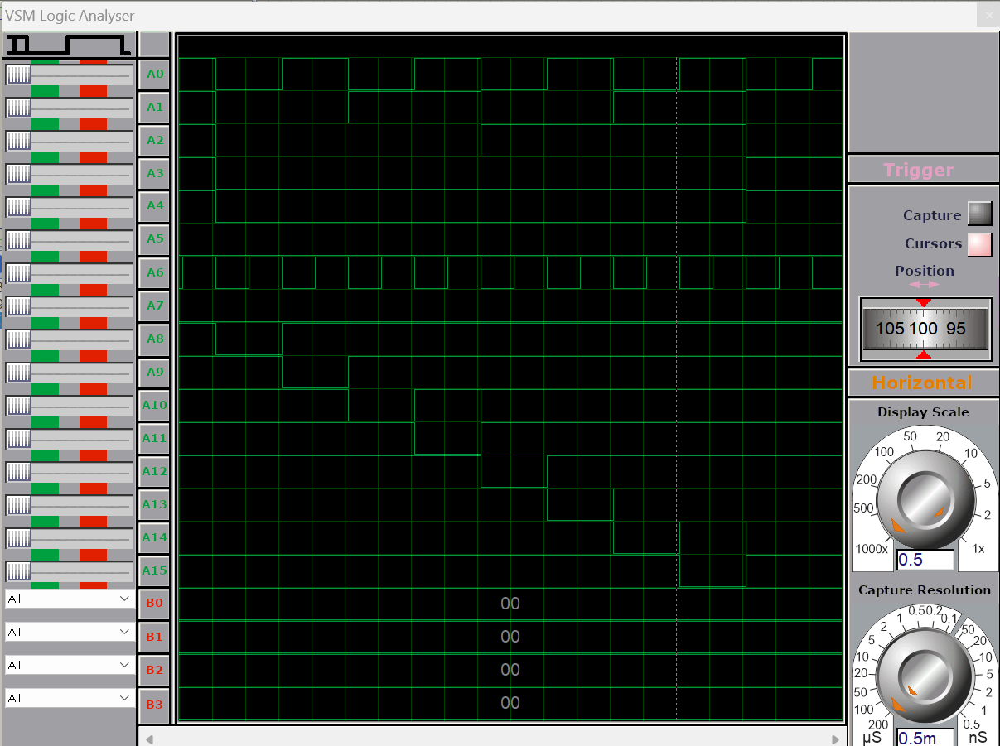 VSM Logic Analyser
A0
A1
A2
A3
A4
A5
A6
A7
A8
A9
A10
A11
A12
A13
A14
A15
All
B0
00
All
B1
00
All
B2
00
All
B3
00
Trigger
Capture
Cursors
Position
105 100 95
Horizontal
Display Scale
50 20
100 10
200 5
500 2
1000x 1x
0.5
Capture Resolution
0.5 0.2
1 0.1
2 50
5 20
10 10
20 5
50 2
100 1
200 0.5
µS nS
0.5m